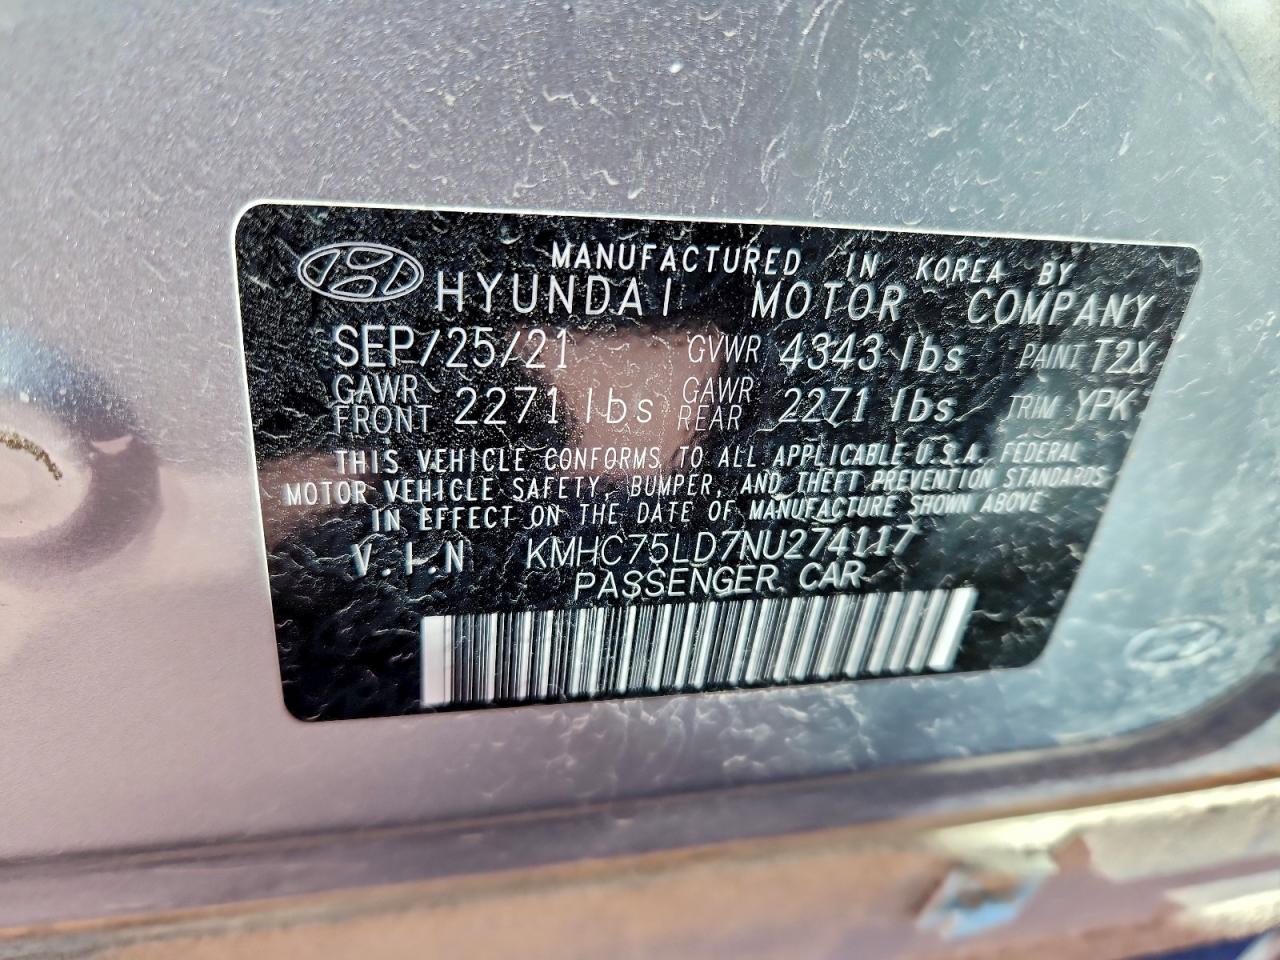 MANUFACTURED IN KOREA BY
HYUNDAI MOTOR COMPANY
SEP/25/21 GVWR 4343 lbs PAINT T2X
GAWR FRONT 2271 lbs GAWR REAR 2271 lbs TRIM YPK
THIS VEHICLE CONFORMS TO ALL APPLICABLE U.S.A. FEDERAL
MOTOR VEHICLE SAFETY, BUMPER, AND THEFT PREVENTION STANDARDS
IN EFFECT ON THE DATE OF MANUFACTURE SHOWN ABOVE
V.I.N KMHC75LD7NU274117
PASSENGER CAR